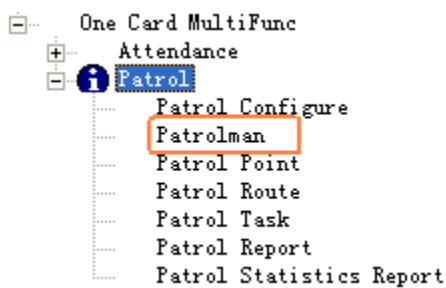 One Card MultiFunc
Attendance
Patrol
Patrol Configure
Patrolman
Patrol Point
Patrol Route
Patrol Task
Patrol Report
Patrol Statistics Report